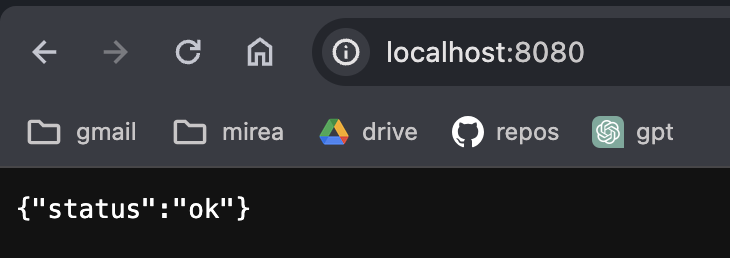 localhost:8080
gmail mirea drive repos gpt
{"status":"ok"}